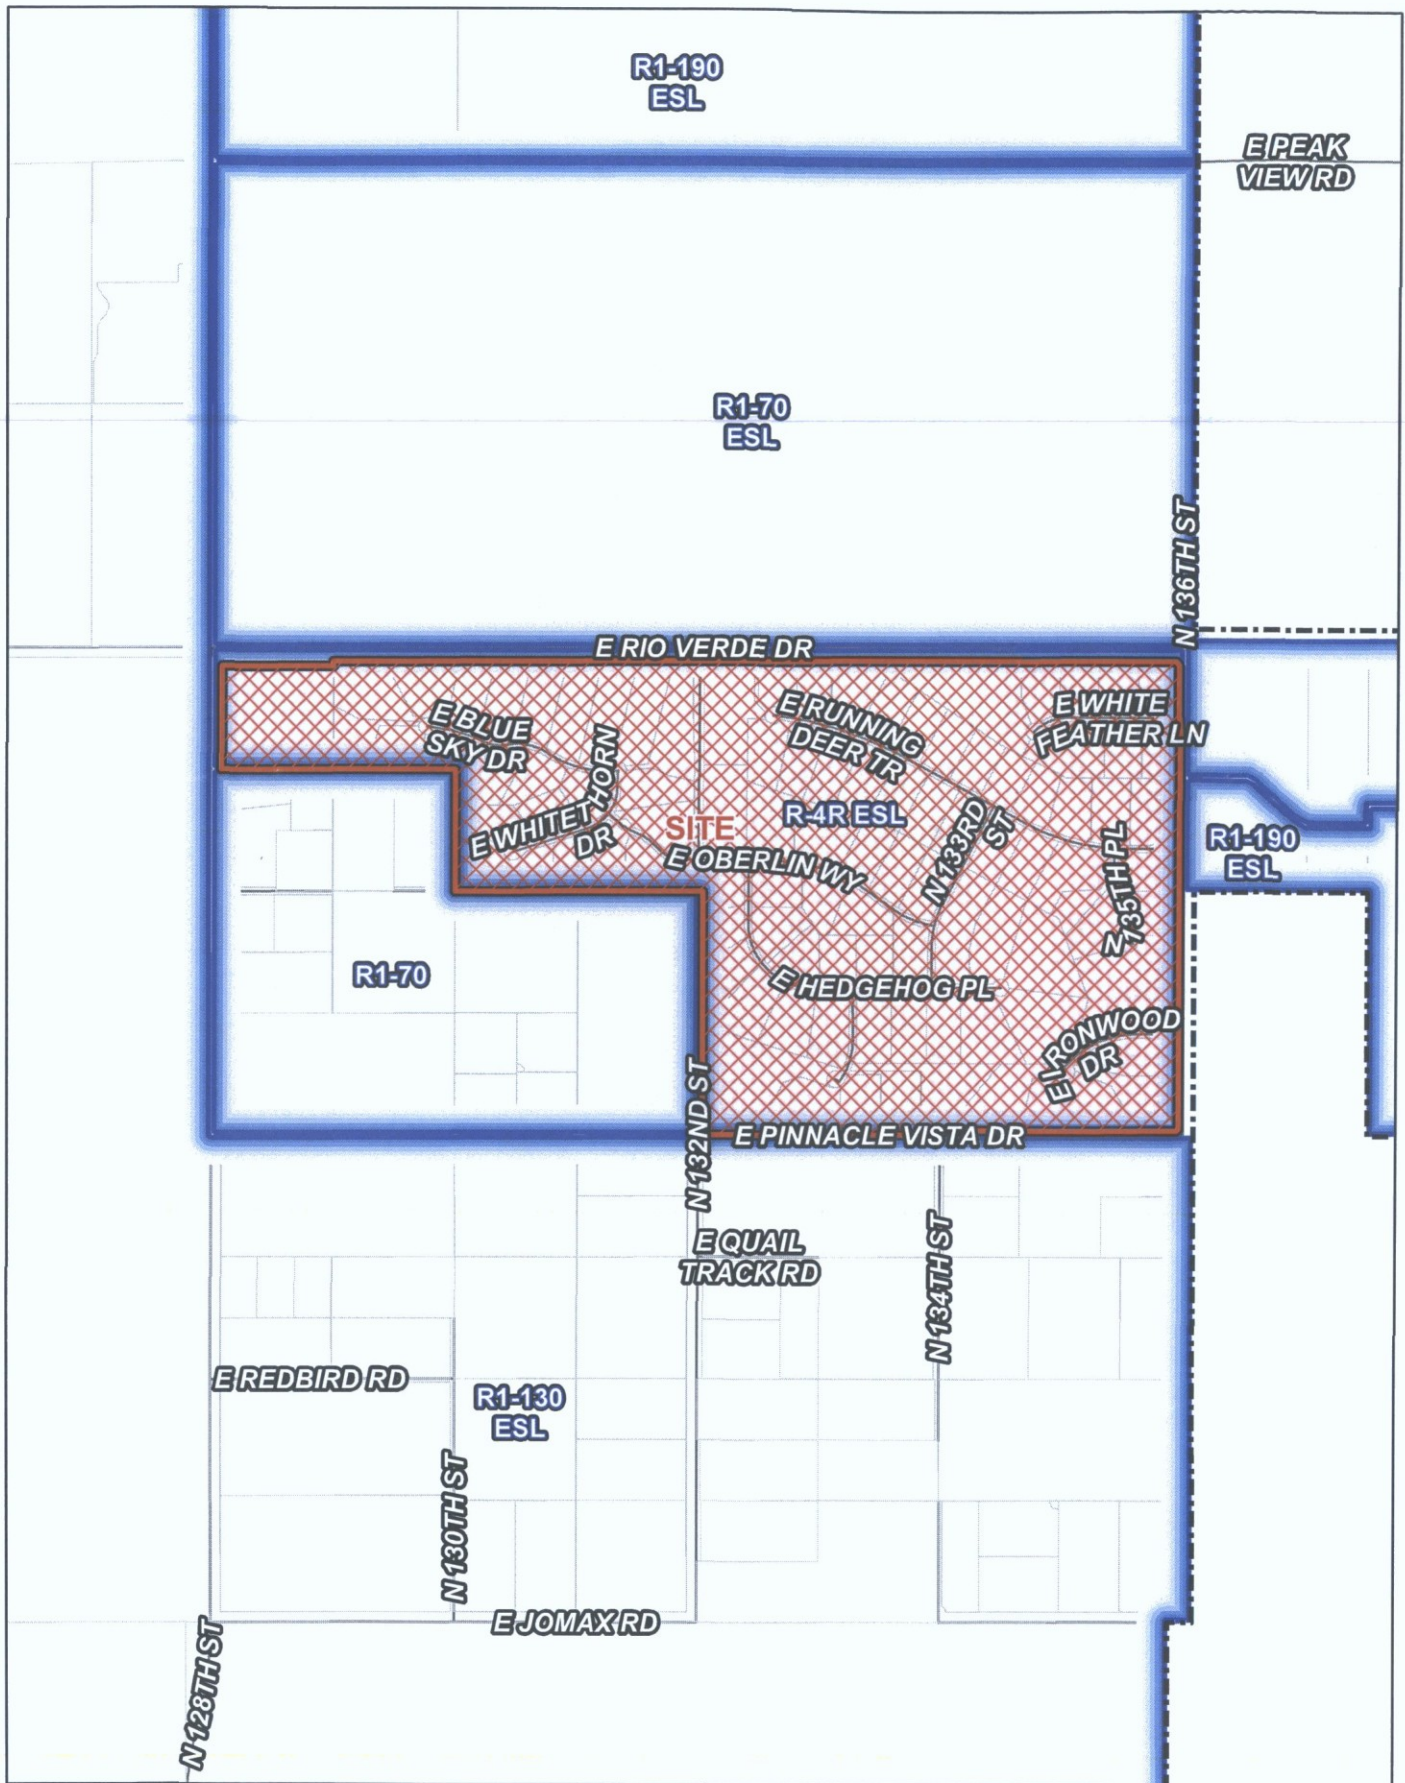 R1-190
ESL
E PEAK
VIEW RD
R1-70
ESL
N 136TH ST
E RIO VERDE DR
E BLUE
SKY DR
E RUNNING
DEER TR
E WHITE
FEATHER LN
E WHITETHORN
DR
SITE
R-4R ESL
N 133RD
ST
E OBERLIN WY
N 135TH PL
R1-190
ESL
R1-70
E HEDGEHOG PL
E IRONWOOD
DR
N 132ND ST
E PINNACLE VISTA DR
E QUAIL
TRACK RD
N 134TH ST
E REDBIRD RD
R1-130
ESL
N 130TH ST
E JOMAX RD
N 128TH ST